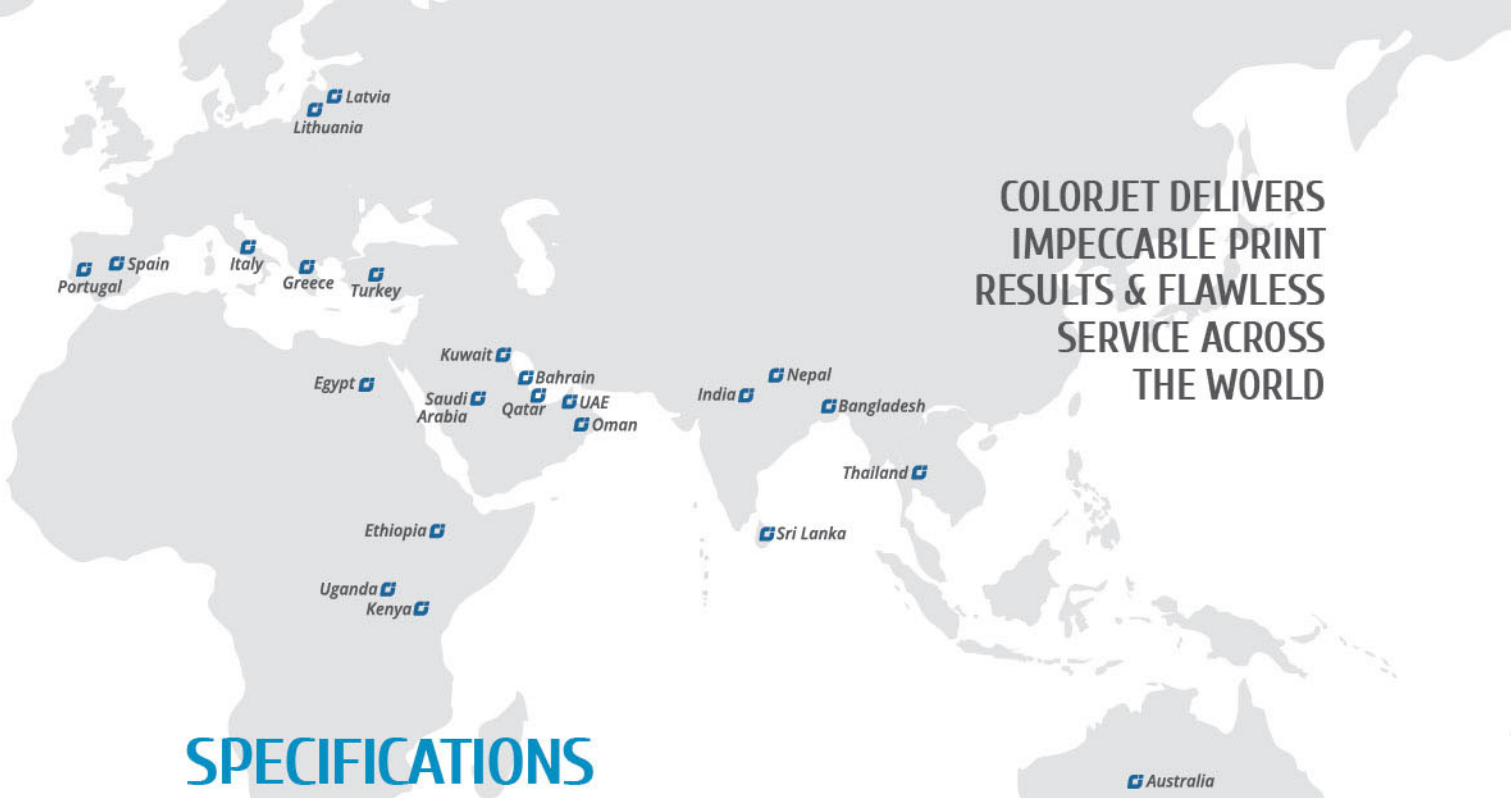 Latvia
Lithuania
COLORJET DELIVERS
IMPECCABLE PRINT
RESULTS & FLAWLESS
SERVICE ACROSS
THE WORLD
Portugal
Spain
Italy
Greece
Turkey
Kuwait
Bahrain
Egypt
Saudi
Arabia
Qatar
UAE
Oman
India
Nepal
Bangladesh
Thailand
Sri Lanka
Ethiopia
Uganda
Kenya
SPECIFICATIONS
Australia